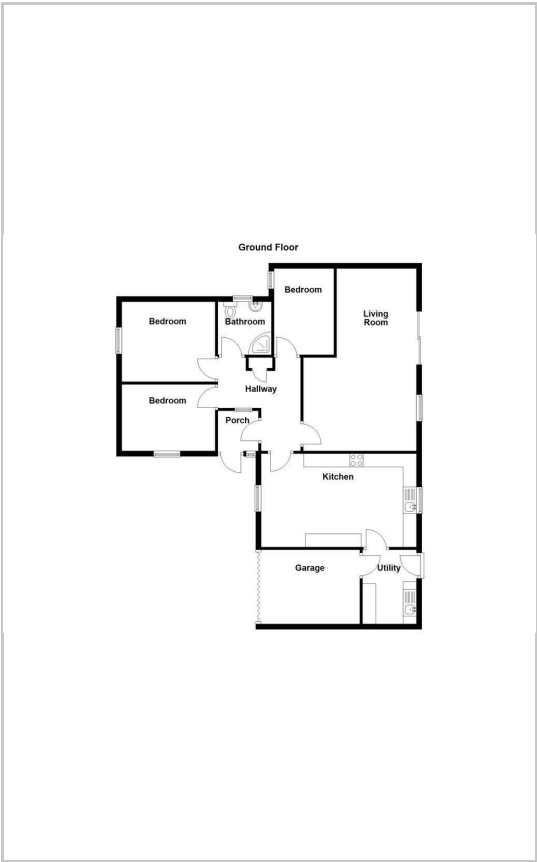 Ground Floor
Bedroom
Living
Room
Bedroom
Bathroom
Hallway
Bedroom
Porch
Kitchen
Garage
Utility